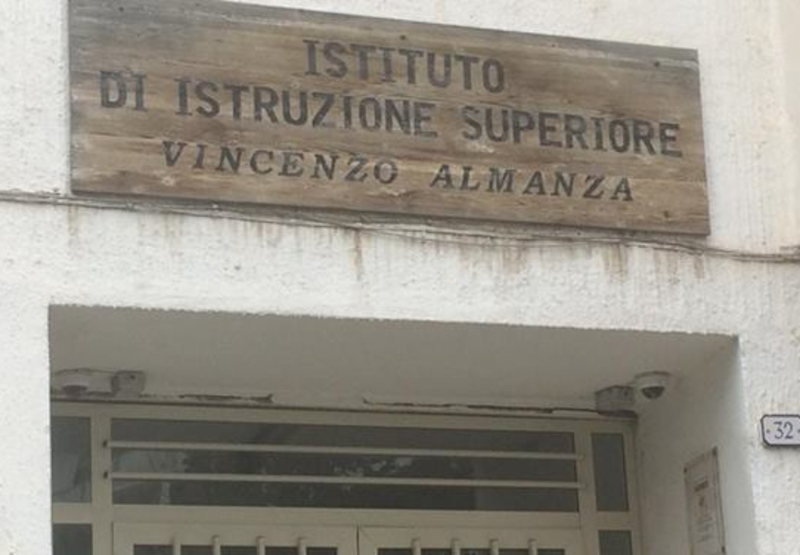 ISTITUTO
DI ISTRUZIONE SUPERIORE
VINCENZO ALMANZA
32